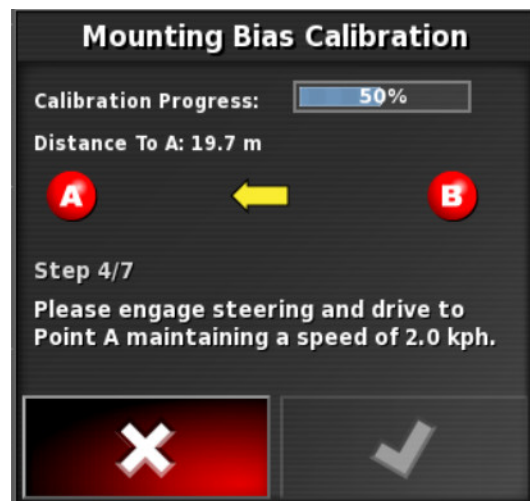 Mounting Bias Calibration
Calibration Progress: 50%
Distance To A: 19.7 m
A B
Step 4/7
Please engage steering and drive to
Point A maintaining a speed of 2.0 kph.